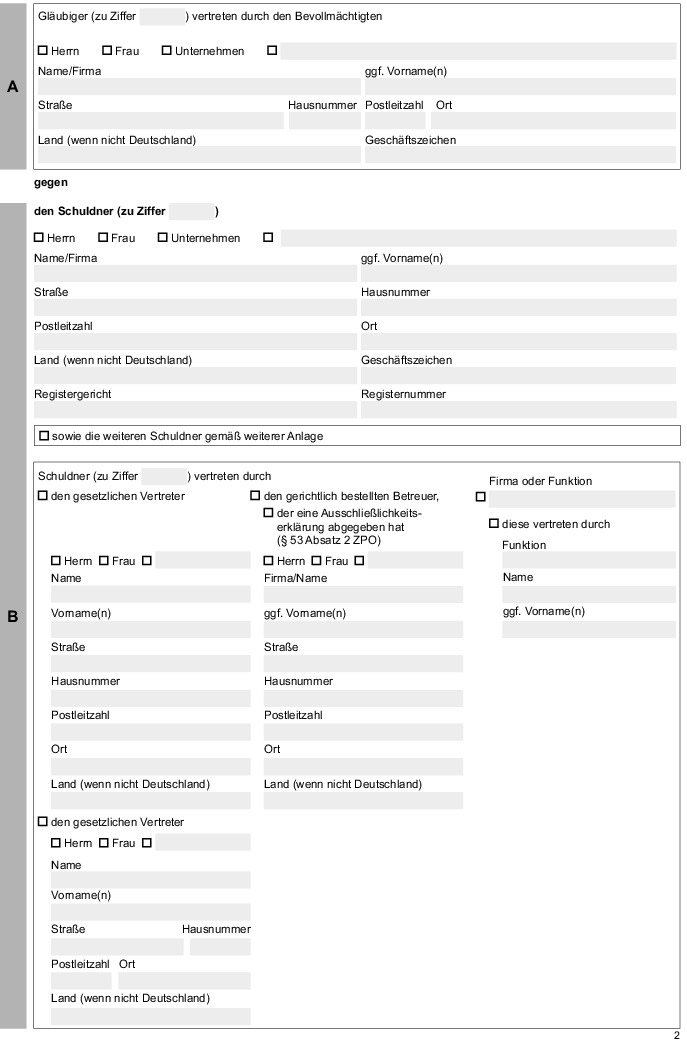 Gläubiger (zu Ziffer ) vertreten durch den Bevollmächtigten
Herrn Frau Unternehmen
Name/Firma ggf. Vorname(n)
A
Straße Hausnummer Postleitzahl Ort
Land (wenn nicht Deutschland) Geschäftszeichen
gegen
den Schuldner (zu Ziffer )
Herrn Frau Unternehmen
Name/Firma ggf. Vorname(n)
Straße Hausnummer
Postleitzahl Ort
Land (wenn nicht Deutschland) Geschäftszeichen
Registergericht Registernummer
sowie die weiteren Schuldner gemäß weiterer Anlage
B
Schuldner (zu Ziffer ) vertreten durch
den gesetzlichen Vertreter
Herrn Frau
Name
Vorname(n)
Straße
Hausnummer
Postleitzahl
Ort
Land (wenn nicht Deutschland)
den gerichtlich bestellten Betreuer,
der eine Ausschließlichkeits-
erklärung abgegeben hat
(§ 53 Absatz 2 ZPO)
Herrn Frau
Firma/Name
ggf. Vorname(n)
Straße
Hausnummer
Postleitzahl
Ort
Land (wenn nicht Deutschland)
Firma oder Funktion
diese vertreten durch
Funktion
Name
ggf. Vorname(n)
den gesetzlichen Vertreter
Herrn Frau
Name
Vorname(n)
Straße Hausnummer
Postleitzahl Ort
Land (wenn nicht Deutschland)
2